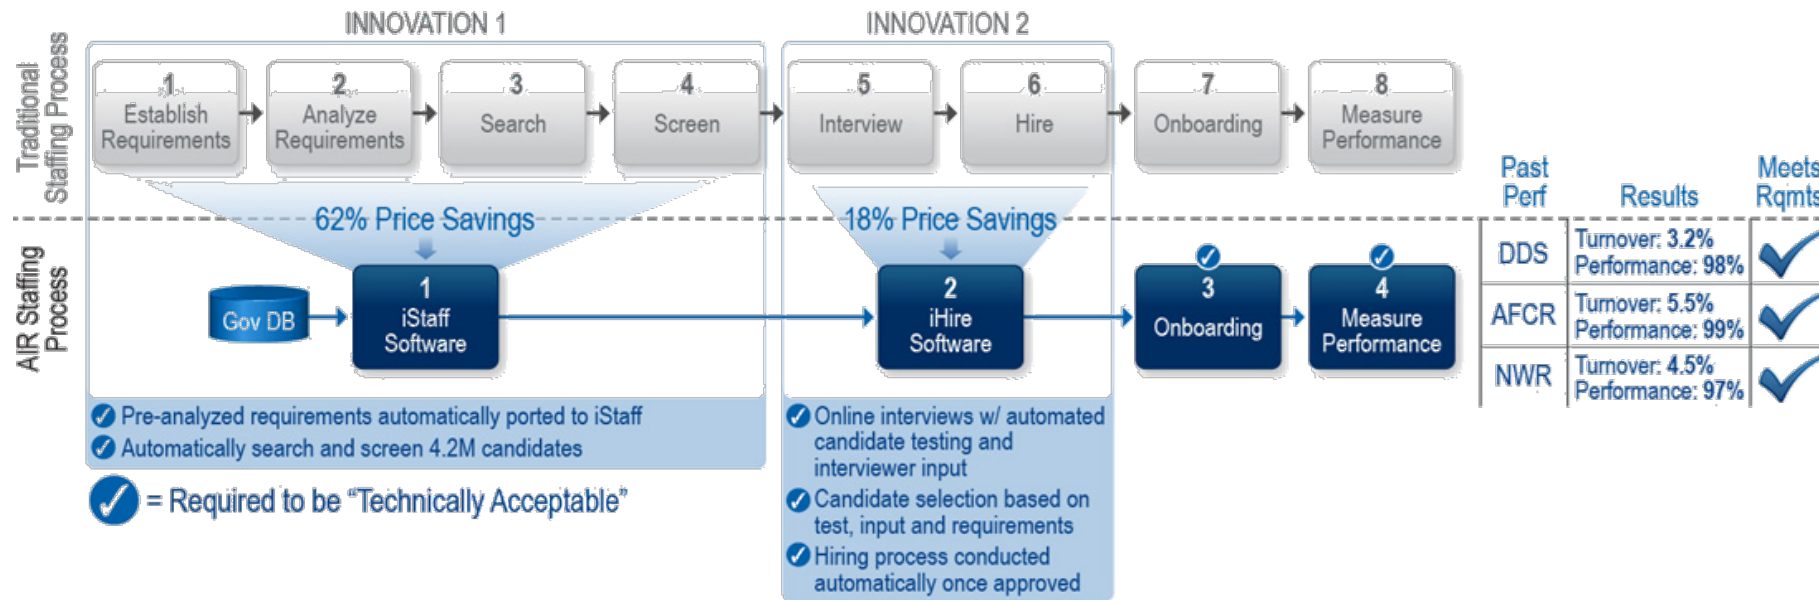 INNOVATION 1
INNOVATION 2
Traditional
Staffing Process
1
Establish
Requirements
2
Analyze
Requirements
3
Search
4
Screen
5
Interview
6
Hire
7
Onboarding
8
Measure
Performance
62% Price Savings
18% Price Savings
AIR Staffing
Process
Gov DB
1
iStaff
Software
2
iHire
Software
3
Onboarding
4
Measure
Performance
Pre-analyzed requirements automatically ported to iStaff
Automatically search and screen 4.2M candidates
= Required to be “Technically Acceptable”
Online interviews w/ automated
candidate testing and
interviewer input
Candidate selection based on
test, input and requirements
Hiring process conducted
automatically once approved
Past
Perf
Results
Meets
Rqmts
DDS
Turnover: 3.2%
Performance: 98%
AFCR
Turnover: 5.5%
Performance: 99%
NWR
Turnover: 4.5%
Performance: 97%